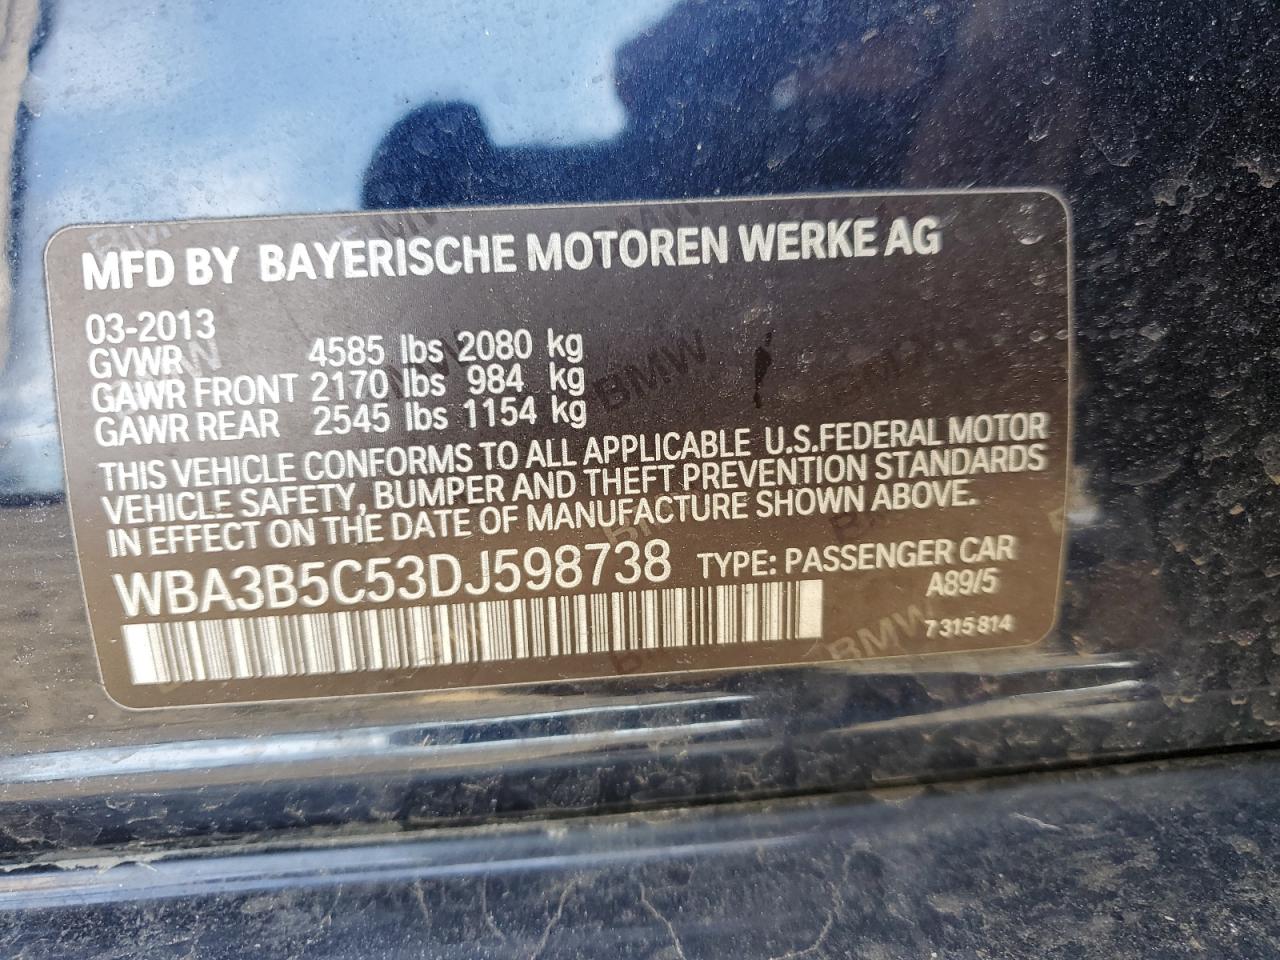 MFD BY BAYERISCHE MOTOREN WERKE AG
03-2013
GVWR 4585 lbs 2080 kg
GAWR FRONT 2170 lbs 984 kg
GAWR REAR 2545 lbs 1154 kg
THIS VEHICLE CONFORMS TO ALL APPLICABLE U.S.FEDERAL MOTOR
VEHICLE SAFETY, BUMPER AND THEFT PREVENTION STANDARDS
IN EFFECT ON THE DATE OF MANUFACTURE SHOWN ABOVE.
WBA3B5C53DJ598738 TYPE: PASSENGER CAR
A89/5
7 315 814